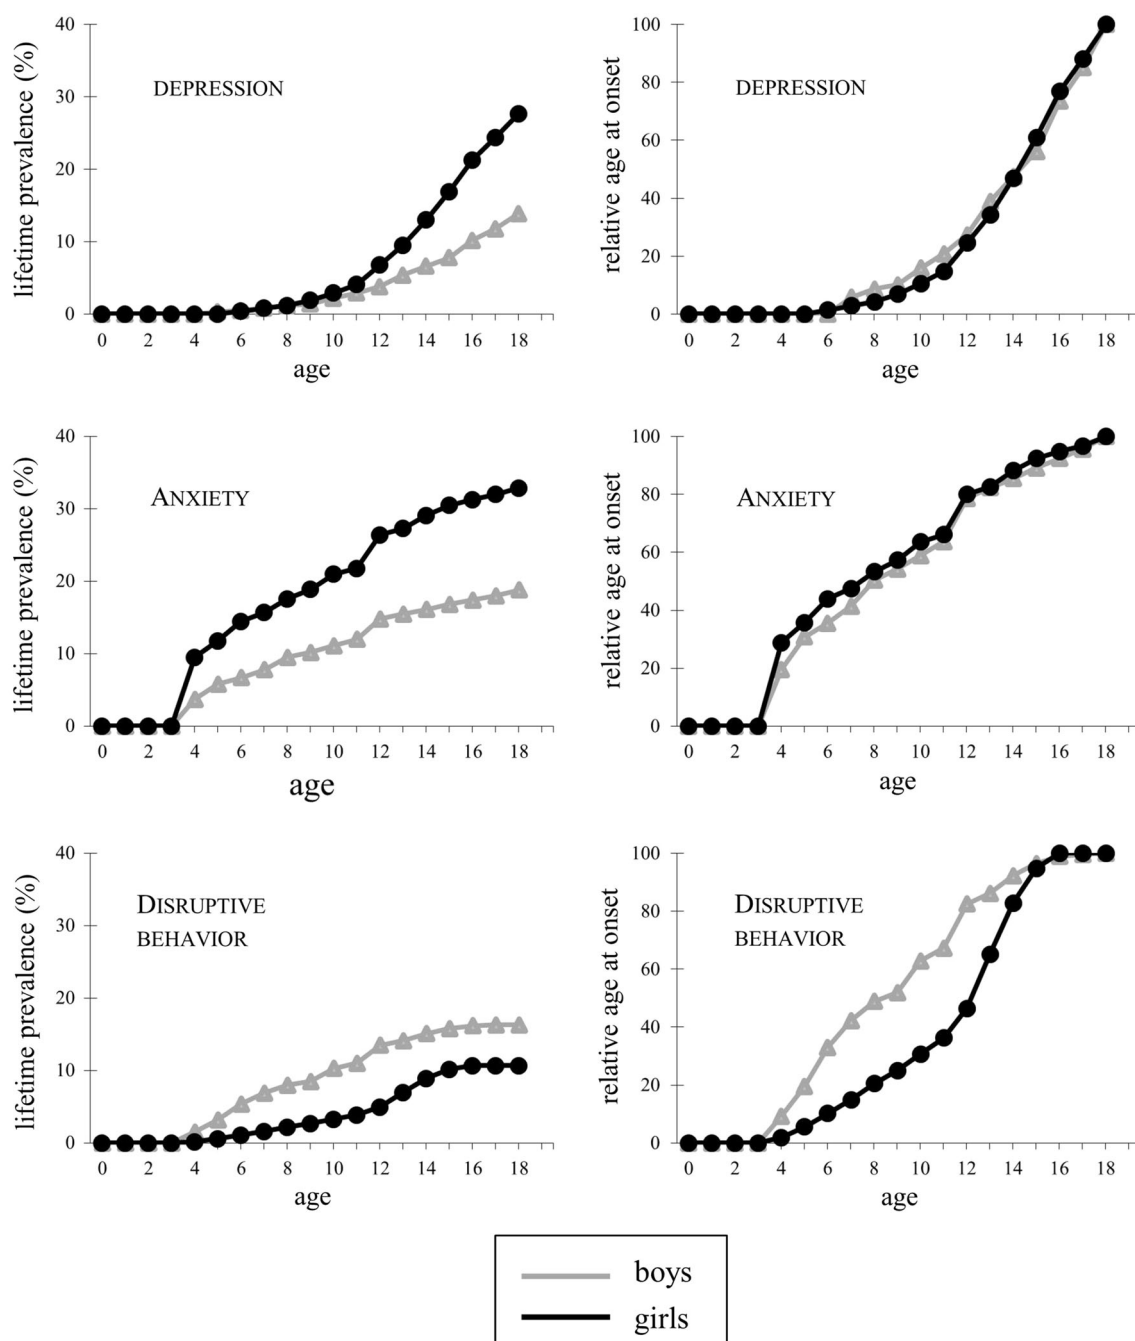 40
30
20
10
0
lifetime prevalence (%)
DEPRESSION
0 2 4 6 8 10 12 14 16 18
age
100
80
60
40
20
0
relative age at onset
DEPRESSION
0 2 4 6 8 10 12 14 16 18
age
40
30
20
10
0
lifetime prevalence (%)
ANXIETY
0 2 4 6 8 10 12 14 16 18
age
100
80
60
40
20
0
relative age at onset
ANXIETY
0 2 4 6 8 10 12 14 16 18
age
40
30
20
10
0
lifetime prevalence (%)
DISRUPTIVE
BEHAVIOR
0 2 4 6 8 10 12 14 16 18
age
100
80
60
40
20
0
relative age at onset
DISRUPTIVE
BEHAVIOR
0 2 4 6 8 10 12 14 16 18
age
boys
girls